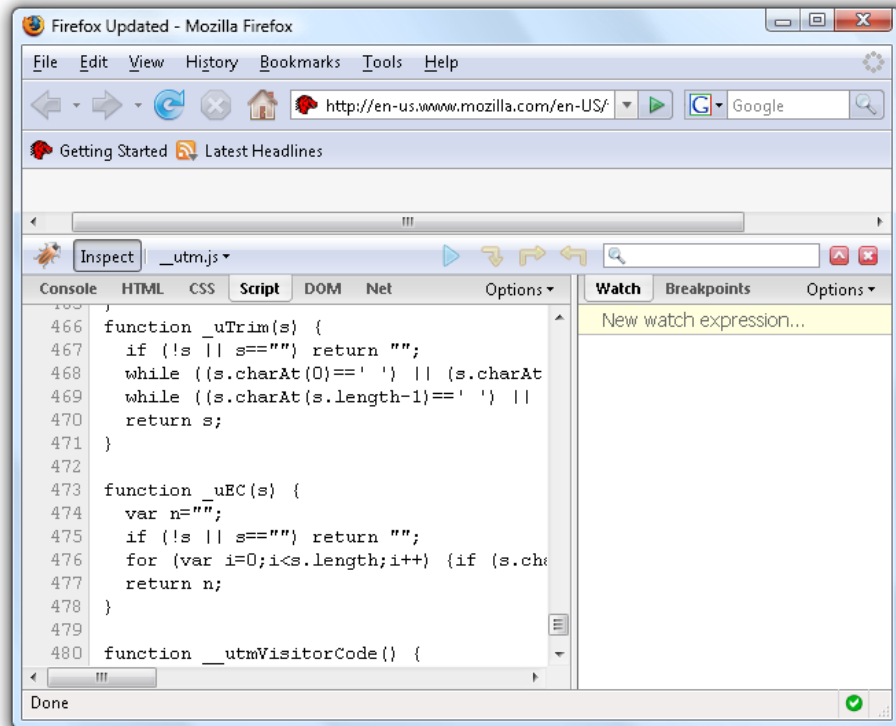 Firefox Updated - Mozilla Firefox
File Edit View History Bookmarks Tools Help
http://en-us.www.mozilla.com/en-US/ G Google
Getting Started Latest Headlines
Inspect __utm.js
Console HTML CSS Script DOM Net Options Watch Breakpoints Options
New watch expression...
465 }
466 function _uTrim(s) {
467 if (!s || s=="") return "";
468 while ((s.charAt(0)==' ') || (s.charAt
469 while ((s.charAt(s.length-1)==' ') ||
470 return s;
471 }
472
473 function _uEC(s) {
474 var n="";
475 if (!s || s=="") return "";
476 for (var i=0;i<s.length;i++) {if (s.cha
477 return n;
478 }
479
480 function __utmVisitorCode() {
Done